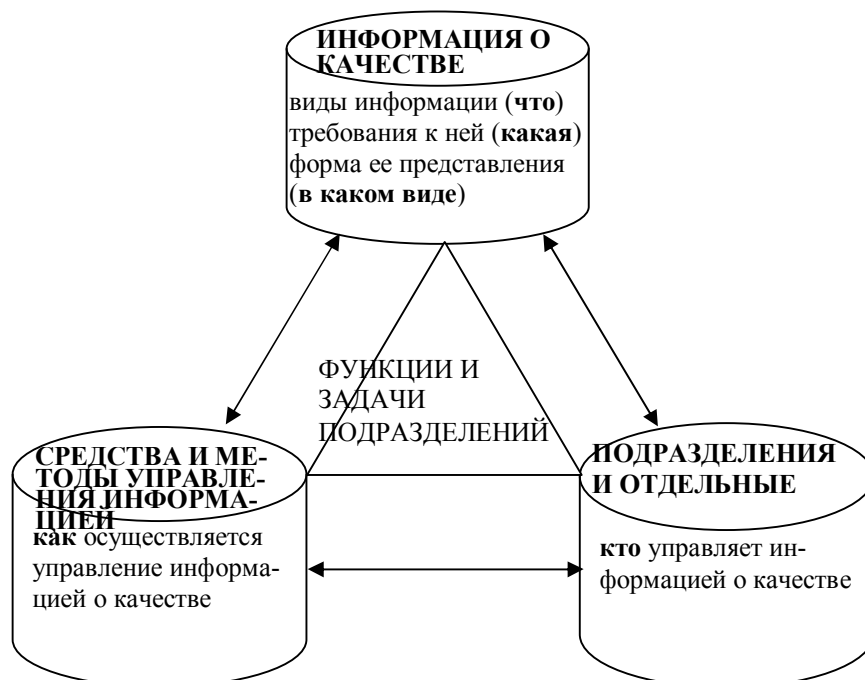 ИНФОРМАЦИЯ О
КАЧЕСТВЕ
виды информации (что)
требования к ней (какая)
форма ее представления
(в каком виде)
ФУНКЦИИ И
ЗАДАЧИ
ПОДРАЗДЕЛЕНИЙ
СРЕДСТВА И МЕ-
ТОДЫ УПРАВЛЕ-
НИЯ ИНФОРМА-
ЦИЕЙ
как осуществляется
управление информа-
цией о качестве
ПОДРАЗДЕЛЕНИЯ
И ОТДЕЛЬНЫЕ
кто управляет ин-
формацией о качестве